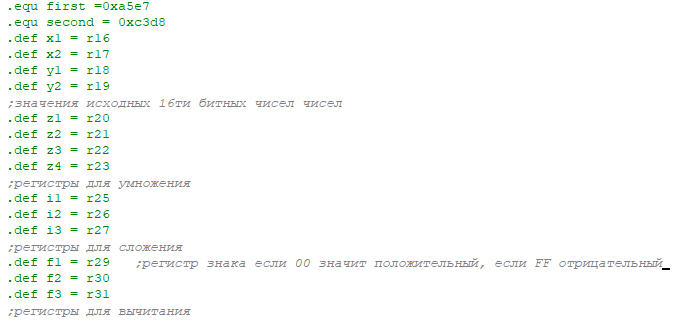 .equ first =0xa5e7
.equ second = 0xc3d8
.def x1 = r16
.def x2 = r17
.def y1 = r18
.def y2 = r19
;значения исходных 16ти битных чисел чисел
.def z1 = r20
.def z2 = r21
.def z3 = r22
.def z4 = r23
;регистры для умножения
.def i1 = r25
.def i2 = r26
.def i3 = r27
;регистры для сложения
.def f1 = r29   ;регистр знака если 00 значит положительный, если FF отрицательный
.def f2 = r30
.def f3 = r31
;регистры для вычитания